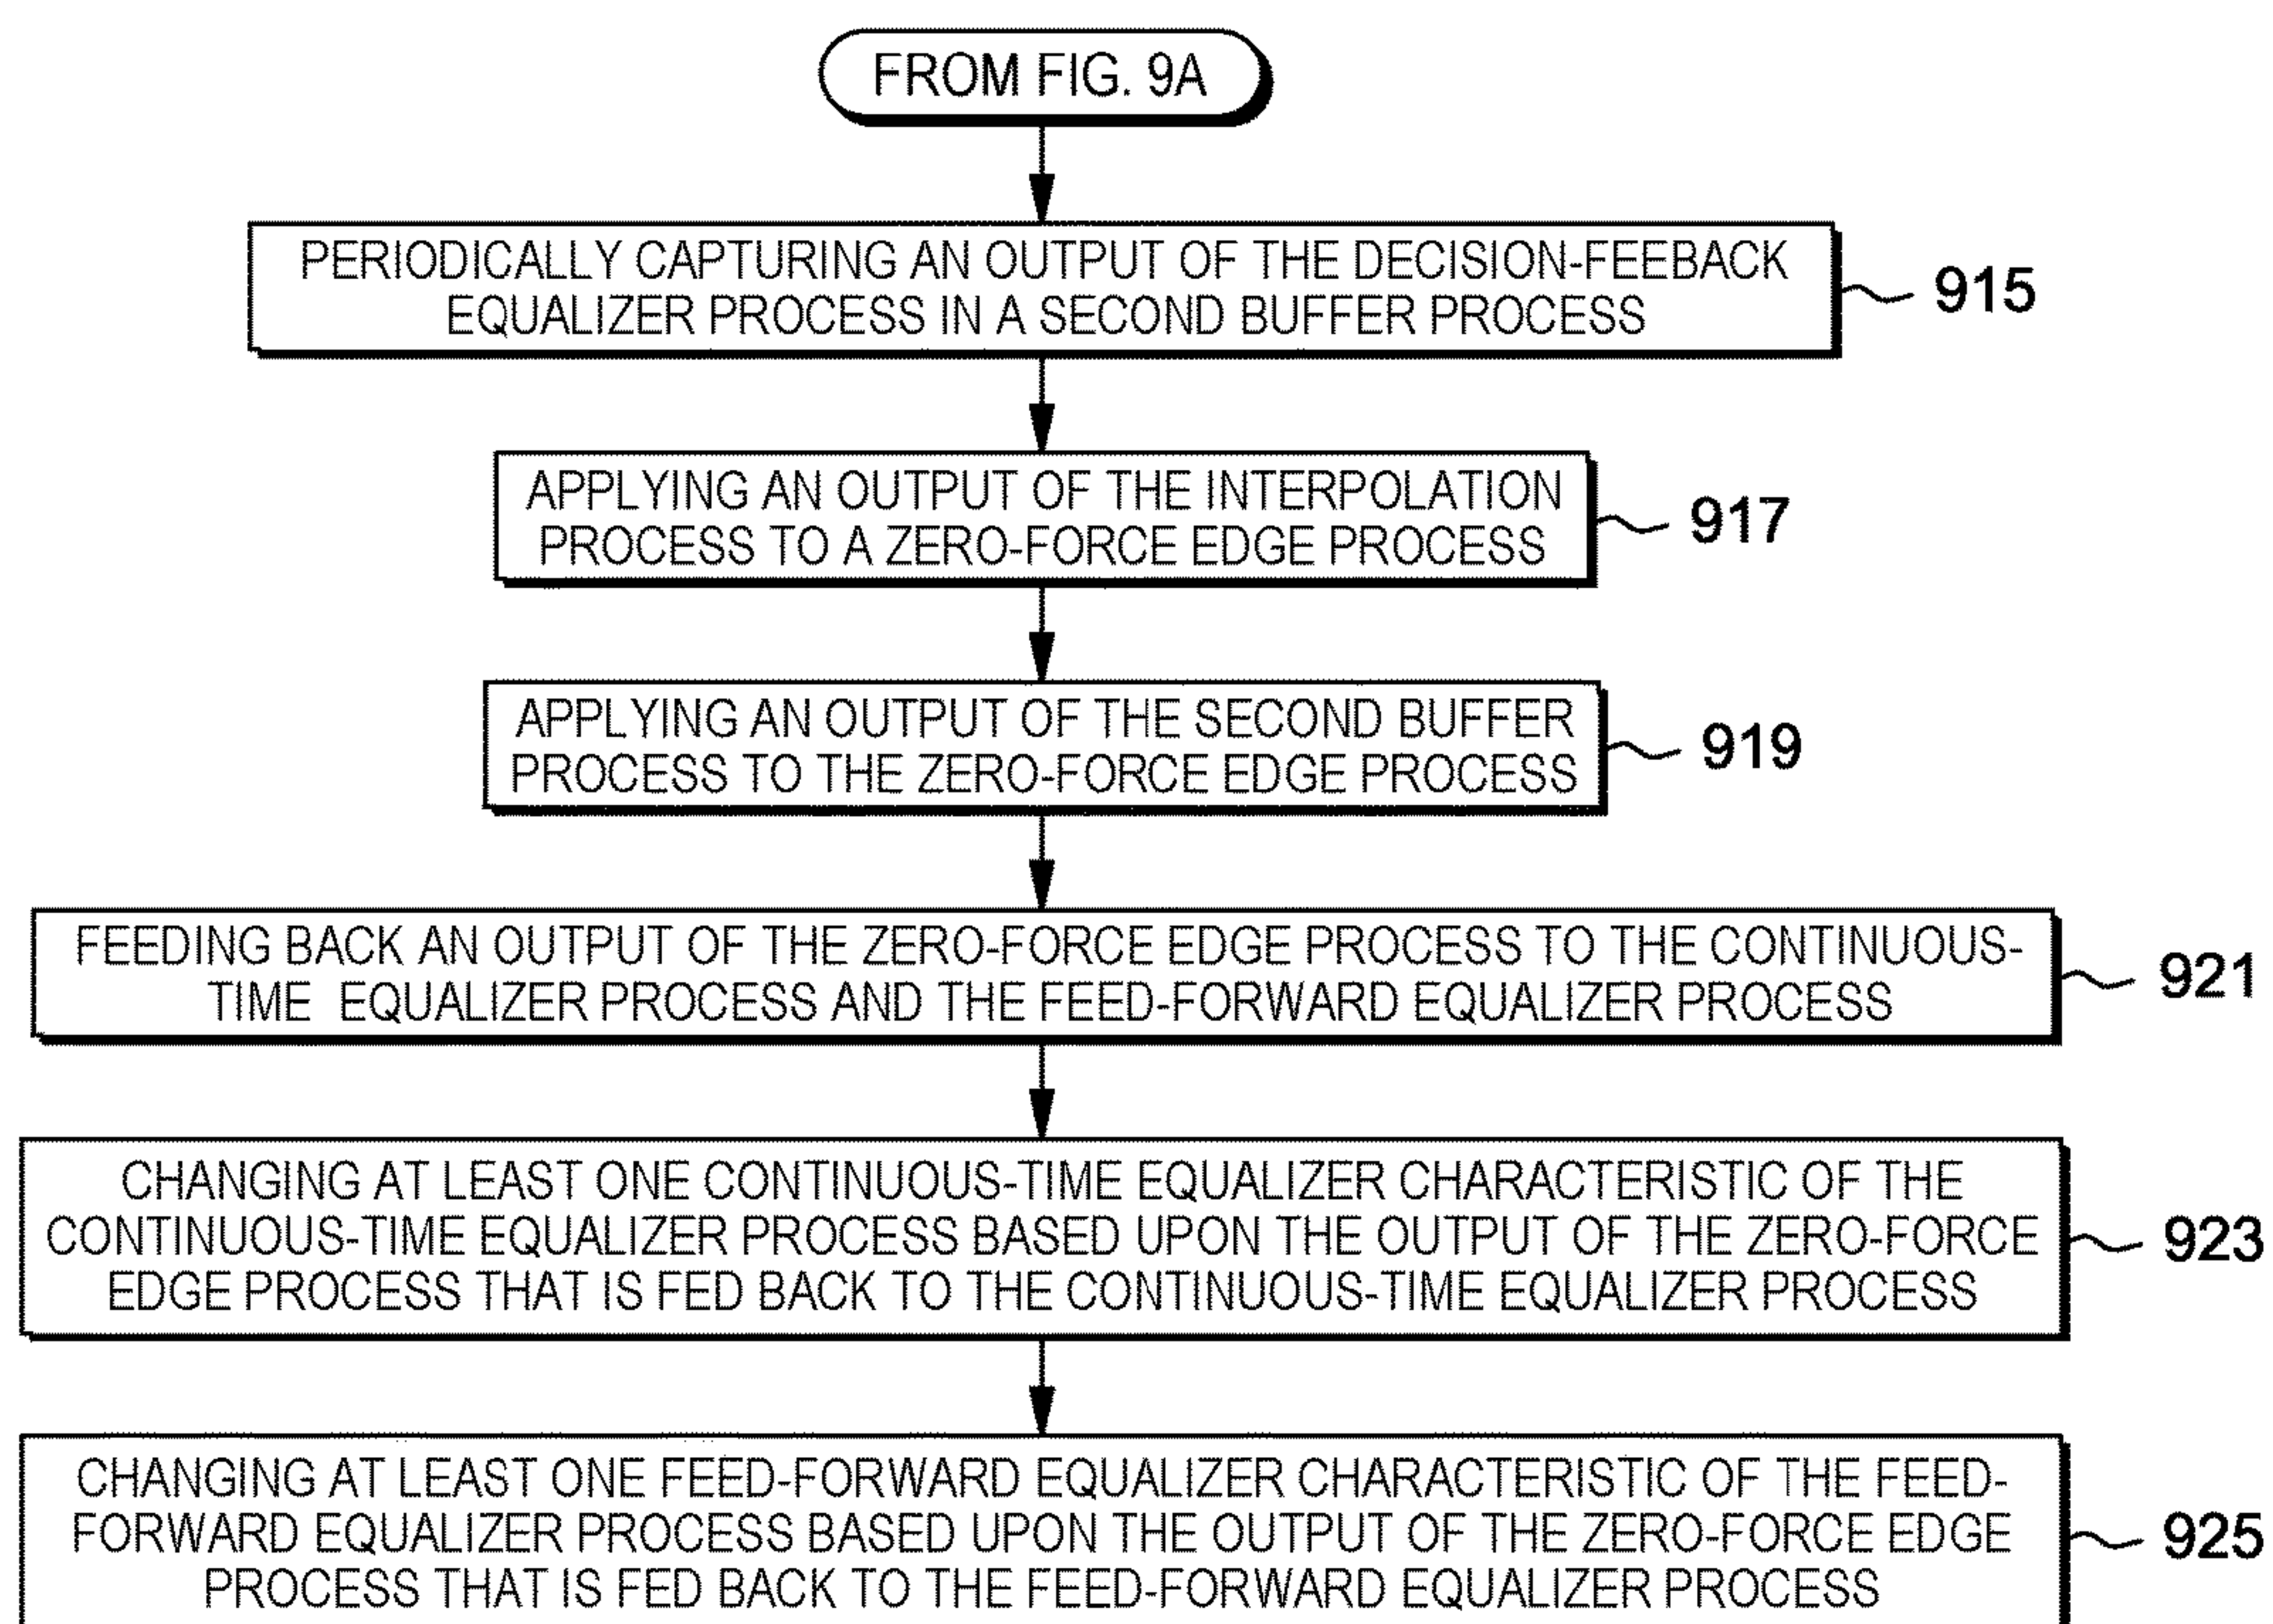 FROM FIG. 9A
PERIODICALLY CAPTURING AN OUTPUT OF THE DECISION-FEEBACK
EQUALIZER PROCESS IN A SECOND BUFFER PROCESS
915
APPLYING AN OUTPUT OF THE INTERPOLATION
PROCESS TO A ZERO-FORCE EDGE PROCESS
917
APPLYING AN OUTPUT OF THE SECOND BUFFER
PROCESS TO THE ZERO-FORCE EDGE PROCESS
919
FEEDING BACK AN OUTPUT OF THE ZERO-FORCE EDGE PROCESS TO THE CONTINUOUS-
TIME EQUALIZER PROCESS AND THE FEED-FORWARD EQUALIZER PROCESS
921
CHANGING AT LEAST ONE CONTINUOUS-TIME EQUALIZER CHARACTERISTIC OF THE
CONTINUOUS-TIME EQUALIZER PROCESS BASED UPON THE OUTPUT OF THE ZERO-FORCE
EDGE PROCESS THAT IS FED BACK TO THE CONTINUOUS-TIME EQUALIZER PROCESS
923
CHANGING AT LEAST ONE FEED-FORWARD EQUALIZER CHARACTERISTIC OF THE FEED-
FORWARD EQUALIZER PROCESS BASED UPON THE OUTPUT OF THE ZERO-FORCE EDGE
PROCESS THAT IS FED BACK TO THE FEED-FORWARD EQUALIZER PROCESS
925